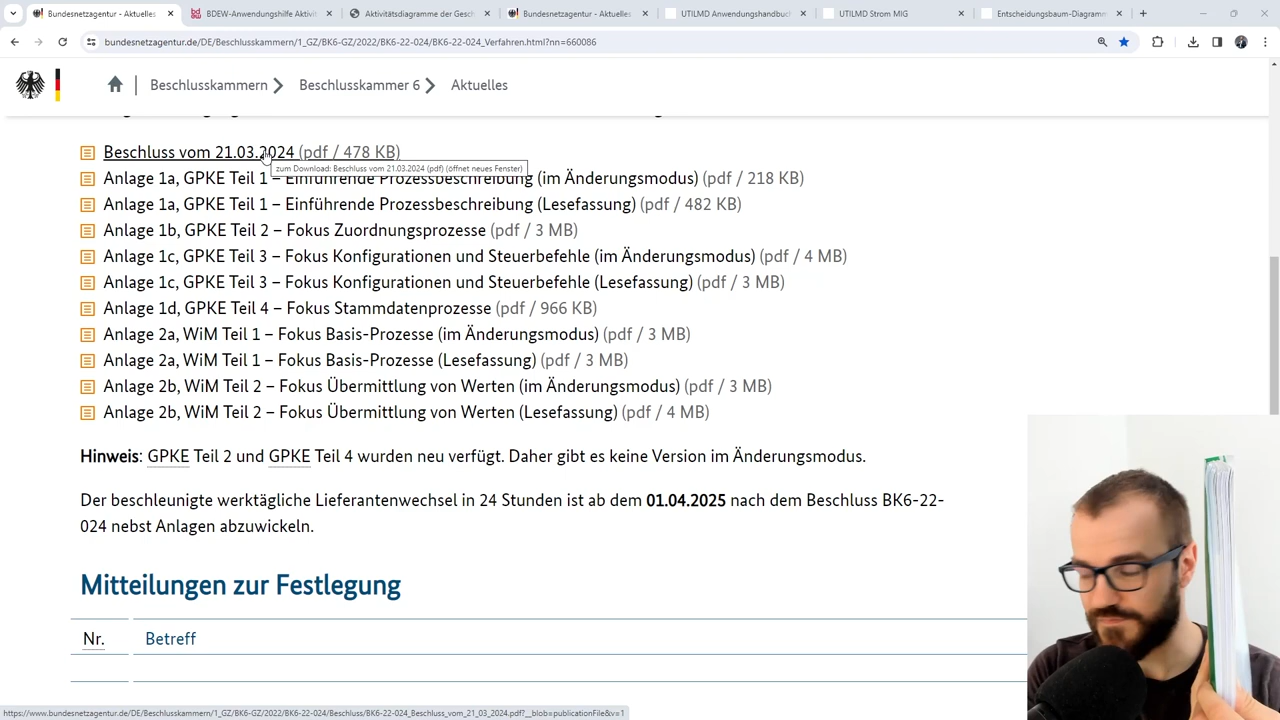 Bundesnetzagentur - Aktuelles
BDEW-Anwendungshilfe Aktivi
Aktivitätsdiagramme der Gesch
Bundesnetzagentur - Aktuelles
UTILMD Anwendungshandbuch
UTILMD Strom MIG
Entscheidungsbaum-Diagramm
bundesnetzagentur.de/DE/Beschlusskammern/1_GZ/BK6-GZ/2022/BK6-22-024/BK6-22-024_Verfahren.html?nn=660086
Beschlusskammern
Beschlusskammer 6
Aktuelles
Beschluss vom 21.03.2024 (pdf / 478 KB)
zum Download: Beschluss vom 21.03.2024 (pdf) (öffnet neues Fenster)
Anlage 1a, GPKE Teil 1 – Einführende Prozessbeschreibung (im Änderungsmodus) (pdf / 218 KB)
Anlage 1a, GPKE Teil 1 – Einführende Prozessbeschreibung (Lesefassung) (pdf / 482 KB)
Anlage 1b, GPKE Teil 2 – Fokus Zuordnungsprozesse (pdf / 3 MB)
Anlage 1c, GPKE Teil 3 – Fokus Konfigurationen und Steuerbefehle (im Änderungsmodus) (pdf / 4 MB)
Anlage 1c, GPKE Teil 3 – Fokus Konfigurationen und Steuerbefehle (Lesefassung) (pdf / 3 MB)
Anlage 1d, GPKE Teil 4 – Fokus Stammdatenprozesse (pdf / 966 KB)
Anlage 2a, WiM Teil 1 – Fokus Basis-Prozesse (im Änderungsmodus) (pdf / 3 MB)
Anlage 2a, WiM Teil 1 – Fokus Basis-Prozesse (Lesefassung) (pdf / 3 MB)
Anlage 2b, WiM Teil 2 – Fokus Übermittlung von Werten (im Änderungsmodus) (pdf / 3 MB)
Anlage 2b, WiM Teil 2 – Fokus Übermittlung von Werten (Lesefassung) (pdf / 4 MB)
Hinweis: GPKE Teil 2 und GPKE Teil 4 wurden neu verfügt. Daher gibt es keine Version im Änderungsmodus.
Der beschleunigte werktägliche Lieferantenwechsel in 24 Stunden ist ab dem 01.04.2025 nach dem Beschluss BK6-22-
024 nebst Anlagen abzuwickeln.
Mitteilungen zur Festlegung
Nr.
Betreff
https://www.bundesnetzagentur.de/DE/Beschlusskammern/1_GZ/BK6-GZ/2022/BK6-22-024/Beschluss/BK6-22-024_Beschluss_vom_21_03_2024.pdf?__blob=publicationFile&v=1